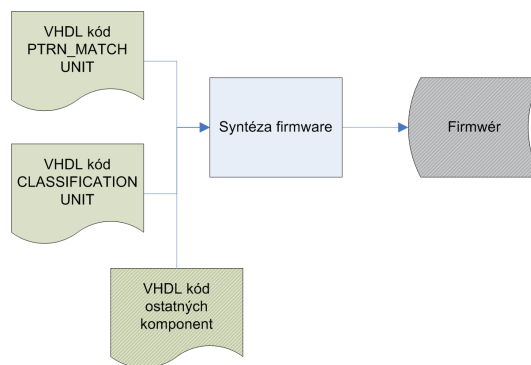 VHDL kód
PTRN_MATCH
UNIT
Syntéza firmware
Firmwér
VHDL kód
CLASSIFICATION
UNIT
VHDL kód
ostatných
komponent